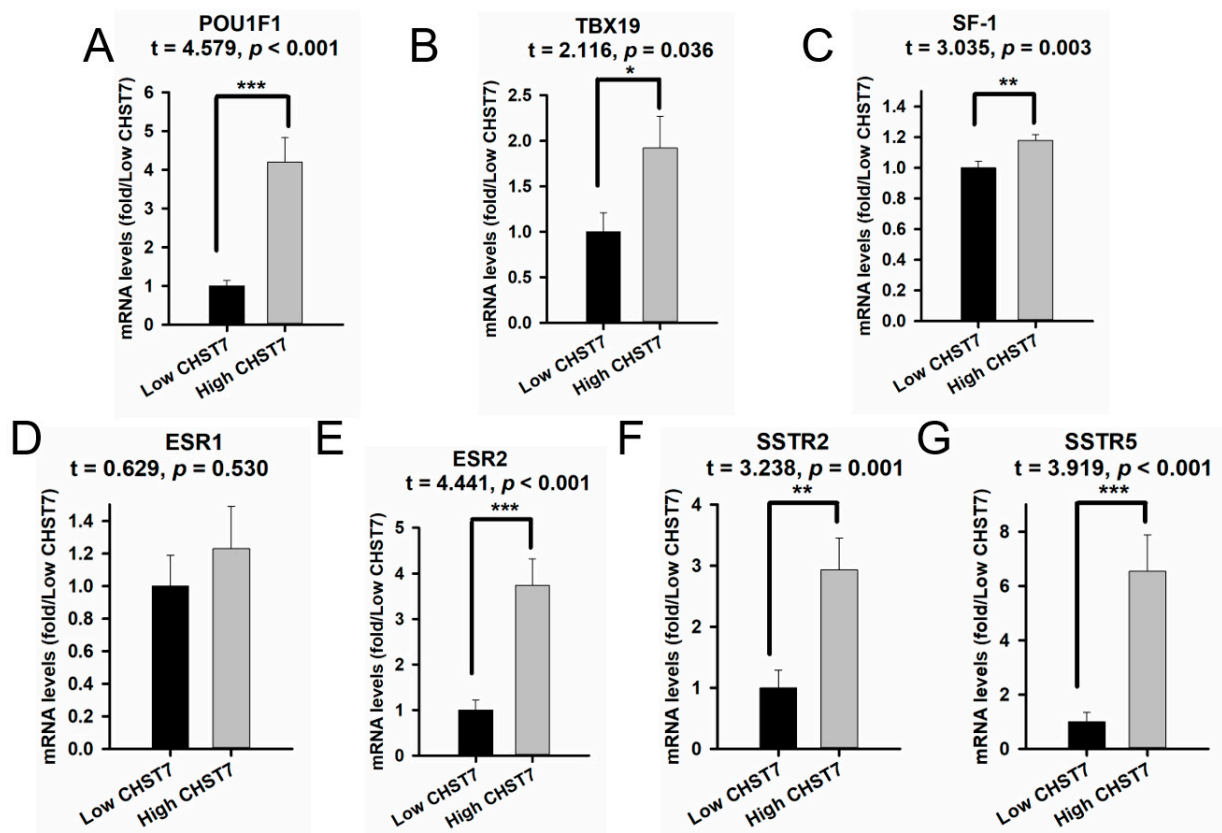 A
POU1F1
t = 4.579, p < 0.001
***
mRNA levels (fold/Low CHST7)
6
5
4
3
2
1
0
Low CHST7
High CHST7
B
TBX19
t = 2.116, p = 0.036
*
mRNA levels (fold/Low CHST7)
2.5
2.0
1.5
1.0
0.5
0.0
Low CHST7
High CHST7
C
SF-1
t = 3.035, p = 0.003
**
mRNA levels (fold/Low CHST7)
1.4
1.2
1.0
0.8
0.6
0.4
0.2
0.0
Low CHST7
High CHST7
D
ESR1
t = 0.629, p = 0.530
mRNA levels (fold/Low CHST7)
1.4
1.2
1.0
0.8
0.6
0.4
0.2
0.0
Low CHST7
High CHST7
E
ESR2
t = 4.441, p < 0.001
***
mRNA levels (fold/Low CHST7)
5
4
3
2
1
0
Low CHST7
High CHST7
F
SSTR2
t = 3.238, p = 0.001
**
mRNA levels (fold/Low CHST7)
4
3
2
1
0
Low CHST7
High CHST7
G
SSTR5
t = 3.919, p < 0.001
***
mRNA levels (fold/Low CHST7)
8
6
4
2
0
Low CHST7
High CHST7